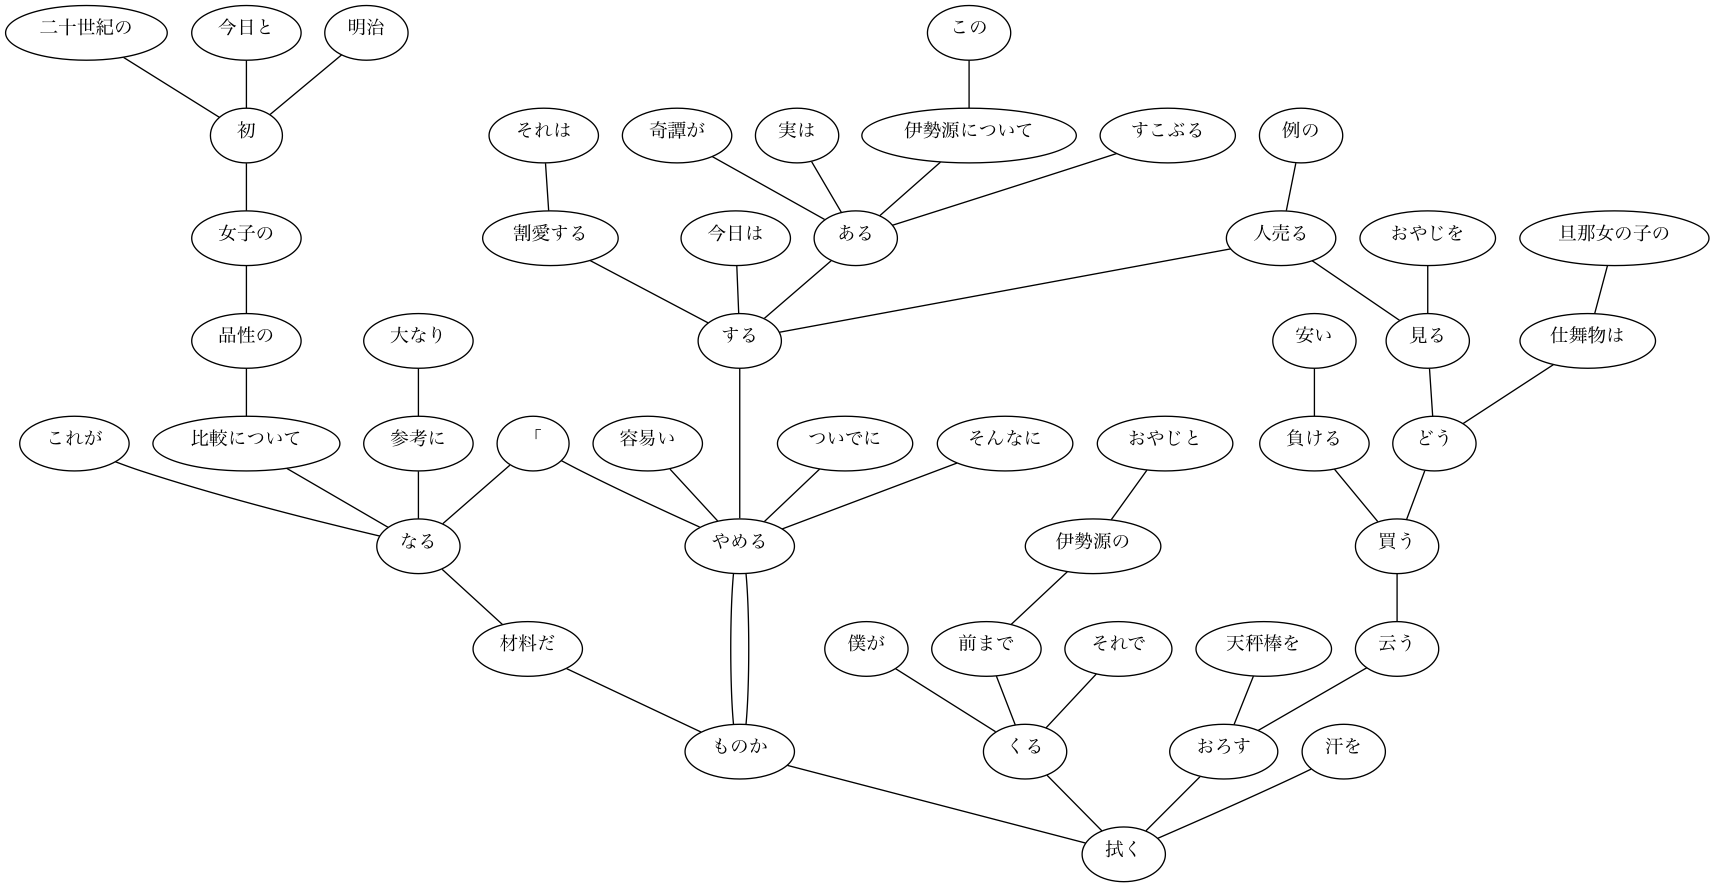 二十世紀の 今日と 明治 この
初 それは 奇譚が 実は 伊勢源について すこぶる 例の
女子の 割愛する 今日は ある 人売る おやじを 旦那女の子の
品性の 大なり する 安い 見る 仕舞物は
これが 比較について 参考に 「 容易い ついでに そんなに おやじと 負ける どう
なる やめる 伊勢源の 買う
材料だ 僕が 前まで それで 天秤棒を 云う
ものか くる おろす 汗を
拭く